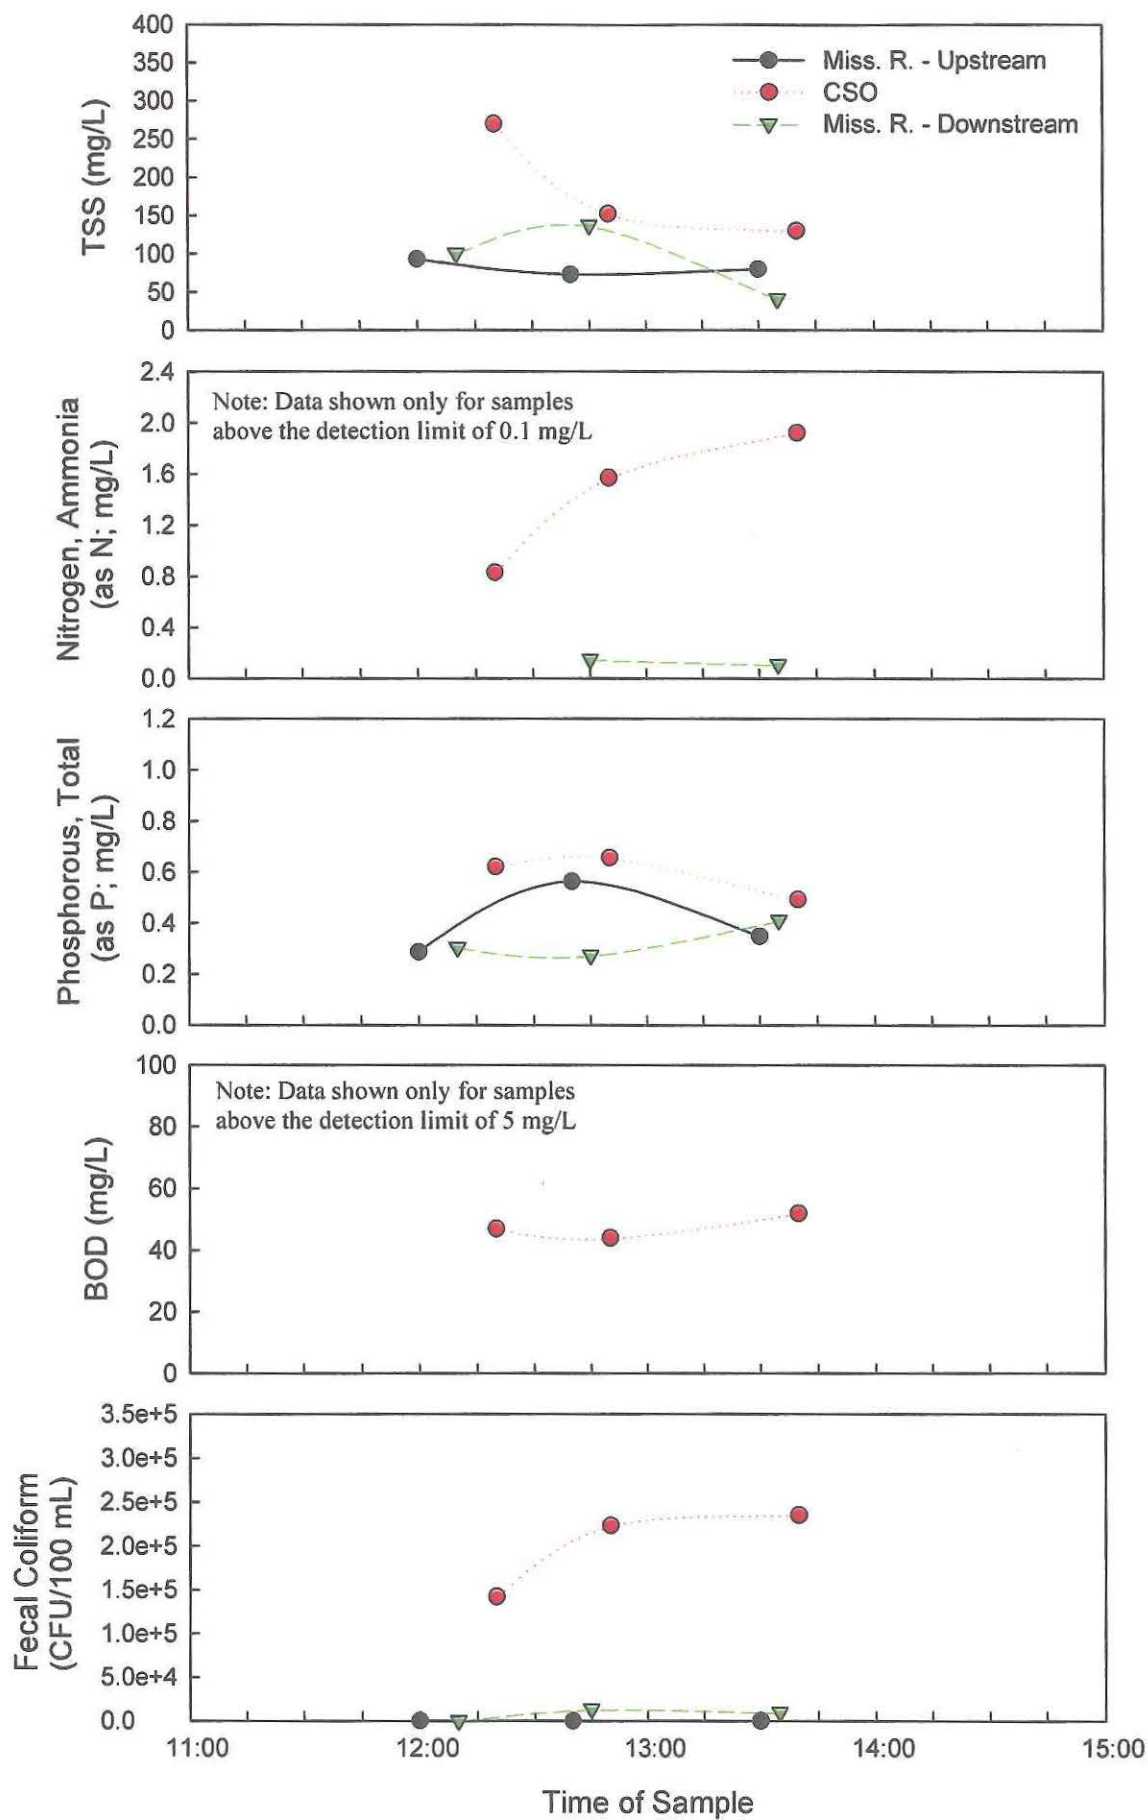 400
350
300
250
200
150
100
50
0
TSS (mg/L)
Miss. R. - Upstream
CSO
Miss. R. - Downstream
2.4
2.0
1.6
1.2
0.8
0.4
0.0
Nitrogen, Ammonia
(as N; mg/L)
Note: Data shown only for samples
above the detection limit of 0.1 mg/L
1.2
1.0
0.8
0.6
0.4
0.2
0.0
Phosphorous, Total
(as P; mg/L)
100
80
60
40
20
0
BOD (mg/L)
Note: Data shown only for samples
above the detection limit of 5 mg/L
3.5e+5
3.0e+5
2.5e+5
2.0e+5
1.5e+5
1.0e+5
5.0e+4
0.0
Fecal Coliform
(CFU/100 mL)
11:00 12:00 13:00 14:00 15:00
Time of Sample